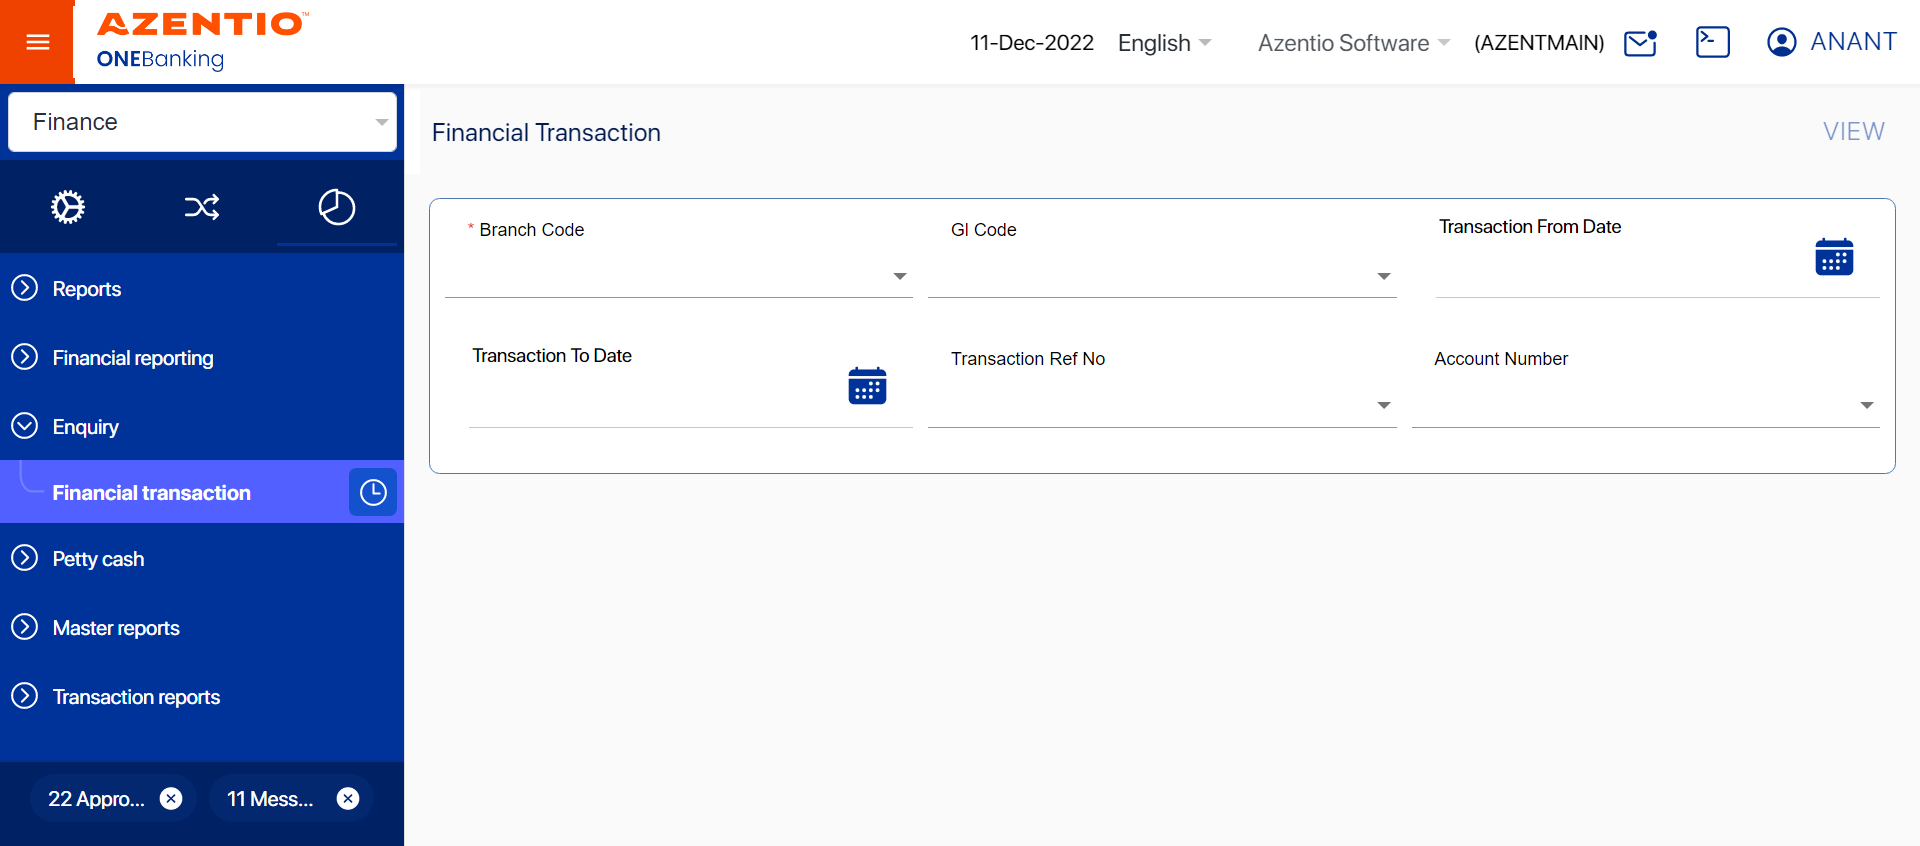 AZENTIO™
ONEBanking
11-Dec-2022 English Azentio Software (AZENTMAIN) ANANT
Finance
Reports
Financial reporting
Enquiry
Financial transaction
Petty cash
Master reports
Transaction reports
22 Appro...
11 Mess...
Financial Transaction
VIEW
* Branch Code
Gl Code
Transaction From Date
Transaction To Date
Transaction Ref No
Account Number